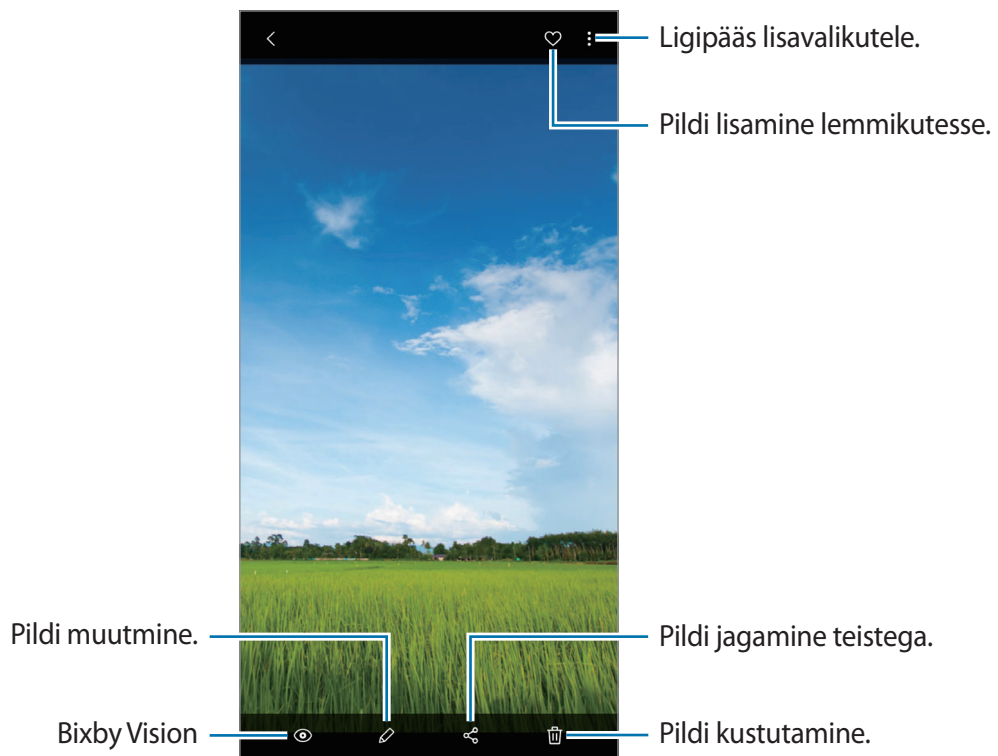 Ligipääs lisavalikutele.
Pildi lisamine lemmikutesse.
Pildi muutmine.
Pildi jagamine teistega.
Bixby Vision
Pildi kustutamine.